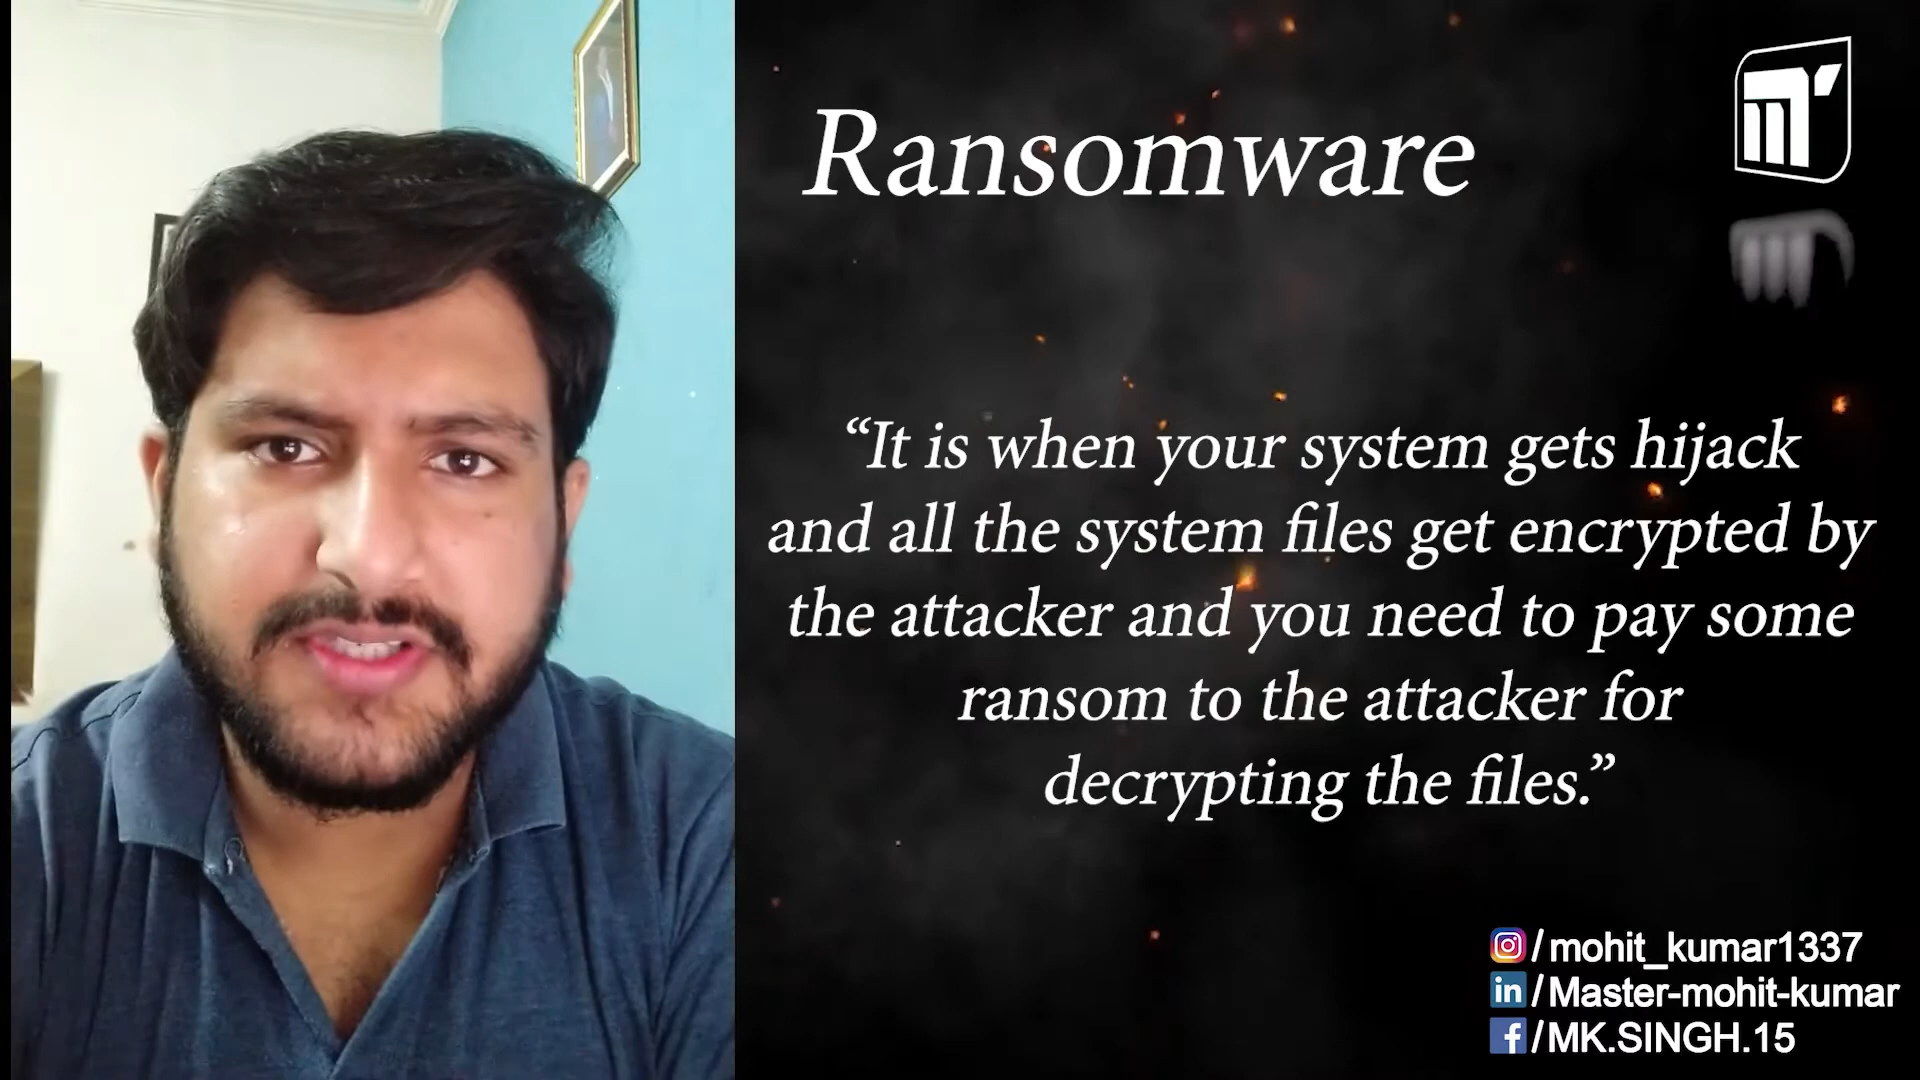 Ransomware
“It is when your system gets hijack
and all the system files get encrypted by
the attacker and you need to pay some
ransom to the attacker for
decrypting the files.”
/mohit_kumar1337
in/Master-mohit-kumar
f/MK.SINGH.15